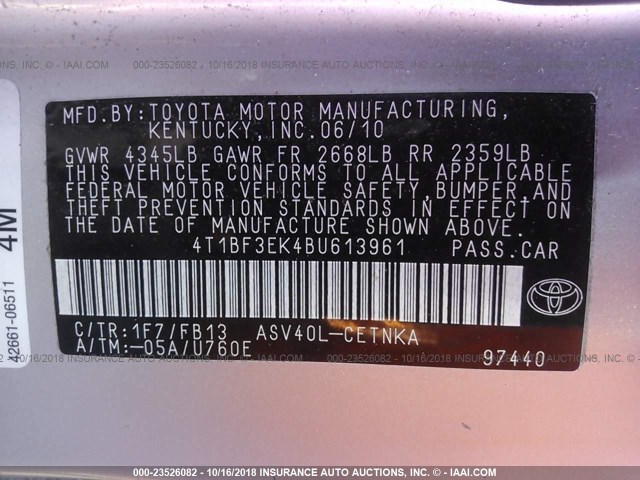 MFD.BY:TOYOTA MOTOR MANUFACTURING,
KENTUCKY,INC.06/10
GVWR 4345LB GAWR FR 2668LB RR 2359LB
THIS VEHICLE CONFORMS TO ALL APPLICABLE
FEDERAL MOTOR VEHICLE SAFETY,BUMPER,AND
THEFT PREVENTION STANDARDS IN EFFECT ON
THE DATE OF MANUFACTURE SHOWN ABOVE.
4T1BF3EK4BU613961 PASS.CAR
C/TR:1F7/FB13 ASV40L-CETNKA
A/TM:-05A/U760E 97440
4M
42661-06511
000-23526082 - 10/16/2018 INSURANCE AUTO AUCTIONS, INC. - © IAAI.COM